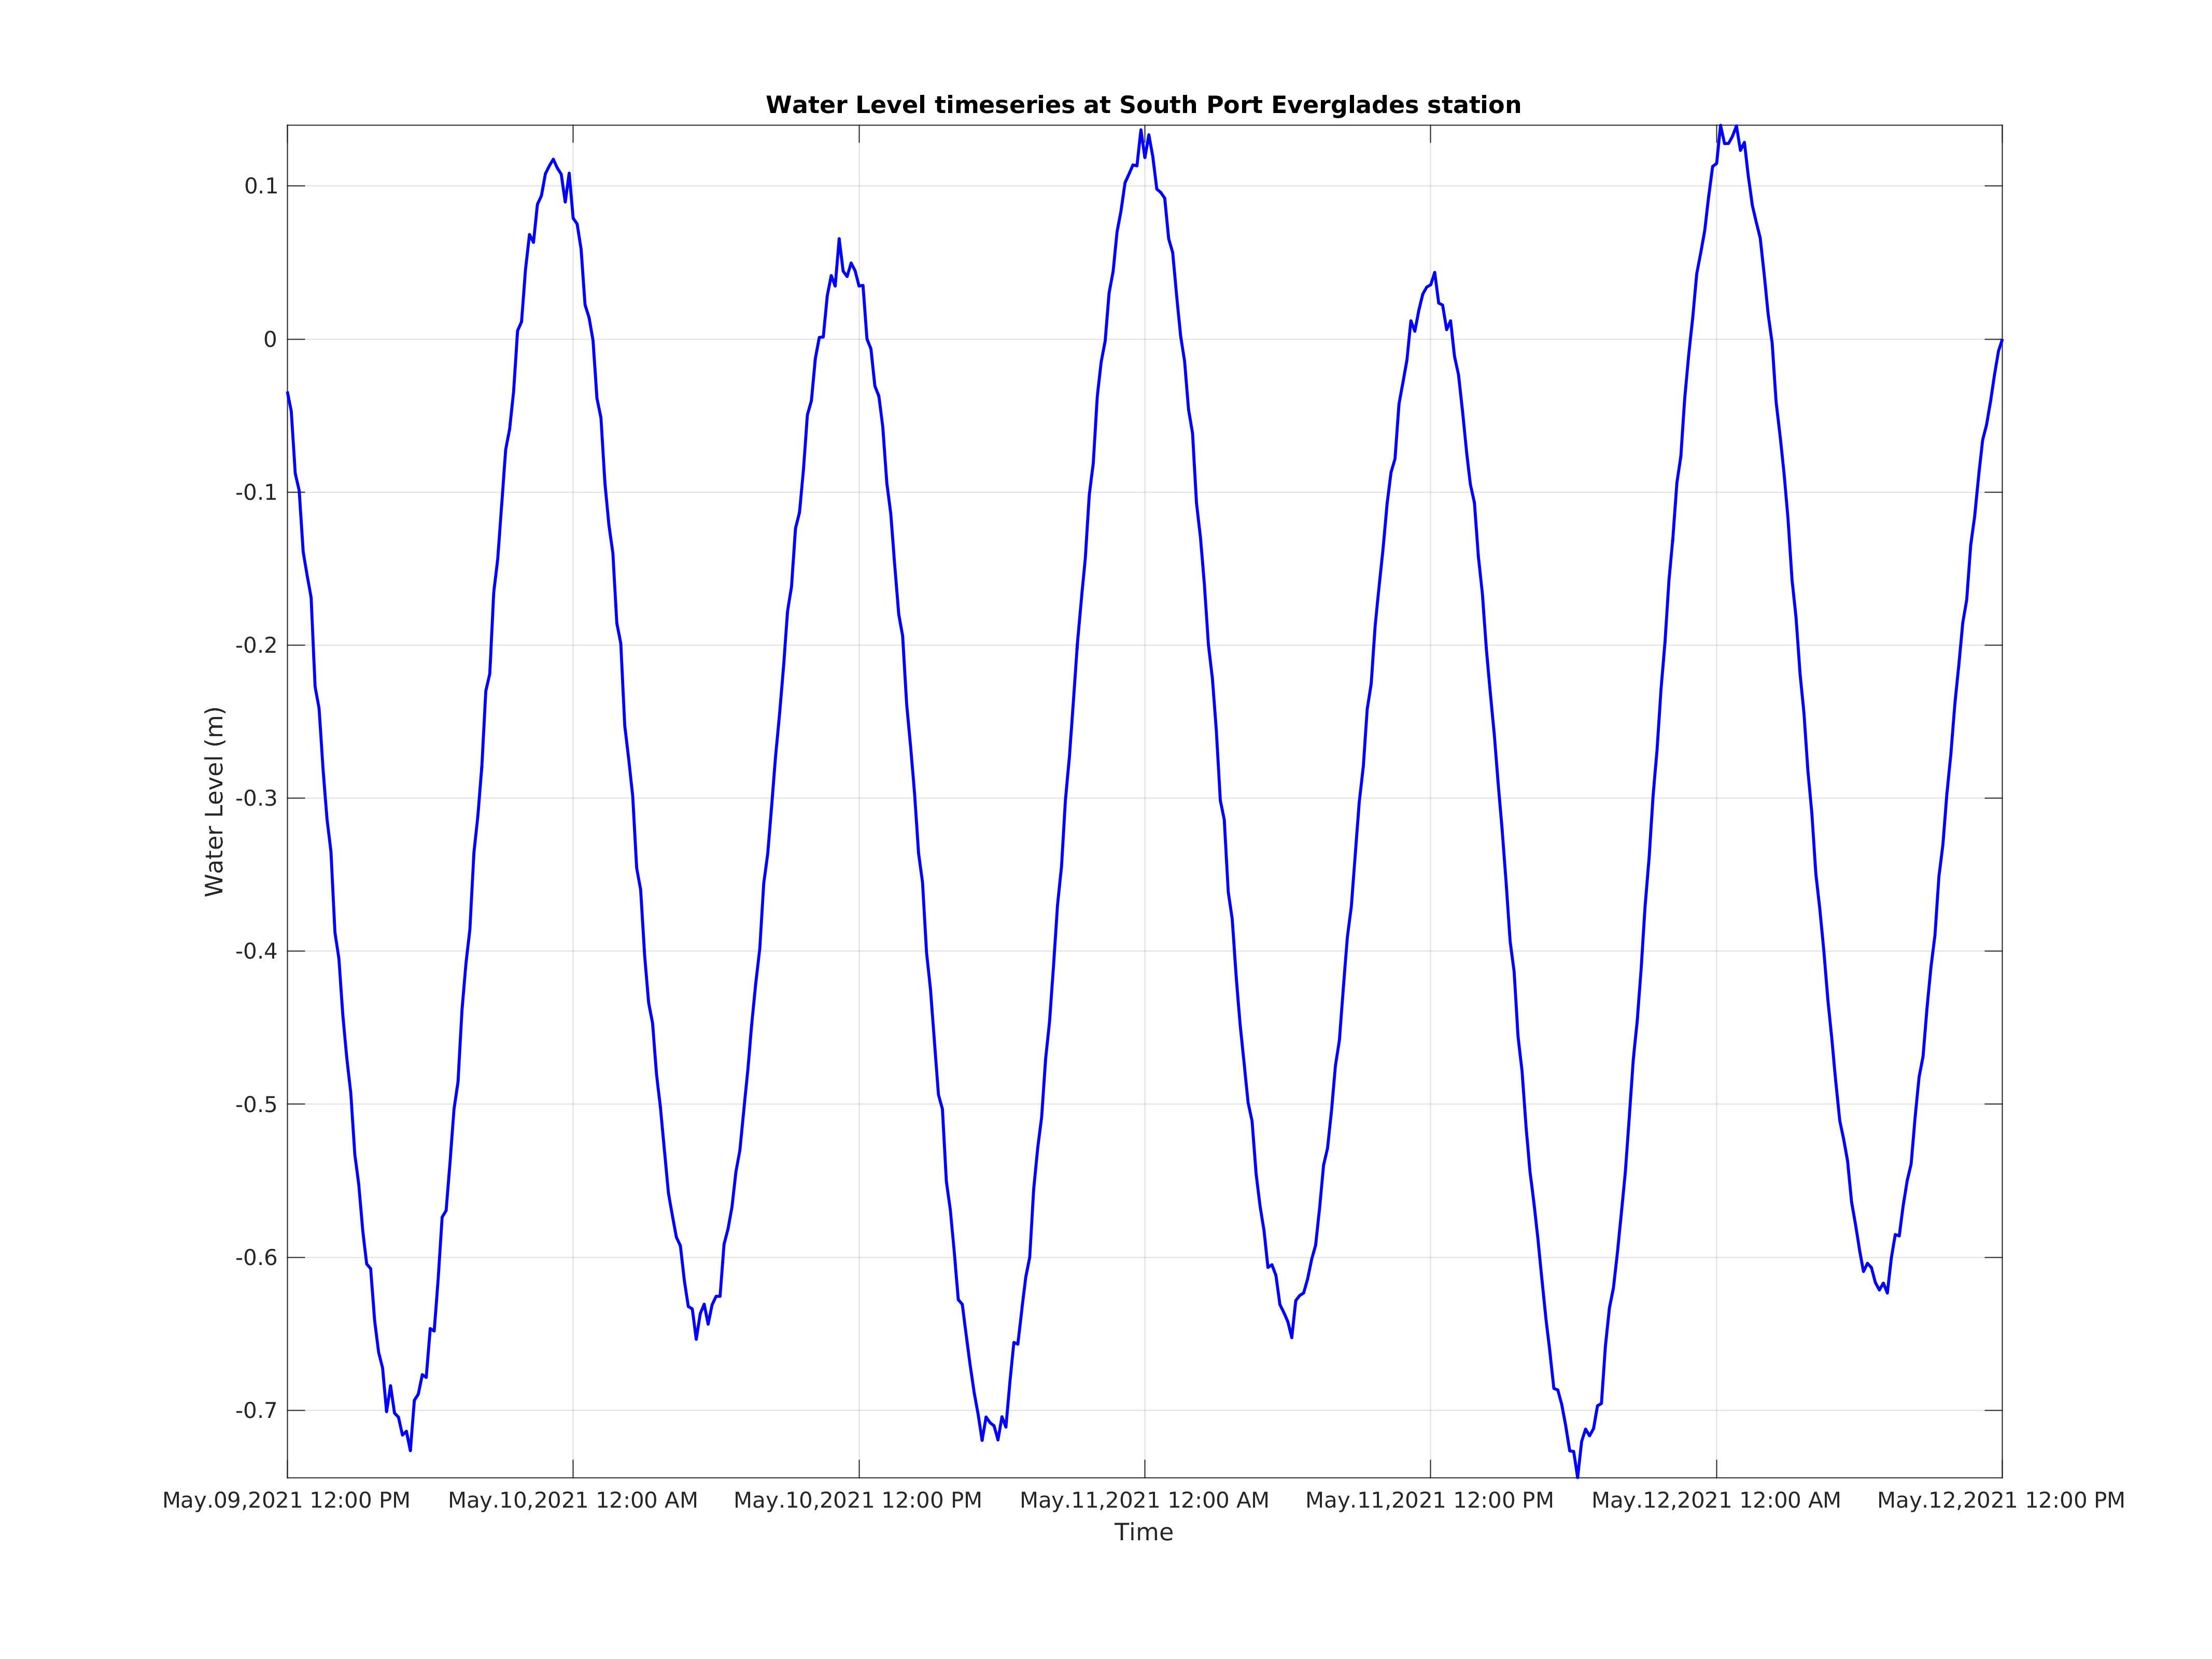 Water Level timeseries at South Port Everglades station
0.1
0
-0.1
-0.2
-0.3
-0.4
-0.5
-0.6
-0.7
Water Level (m)
May.09,2021 12:00 PM
May.10,2021 12:00 AM
May.10,2021 12:00 PM
May.11,2021 12:00 AM
May.11,2021 12:00 PM
May.12,2021 12:00 AM
May.12,2021 12:00 PM
Time